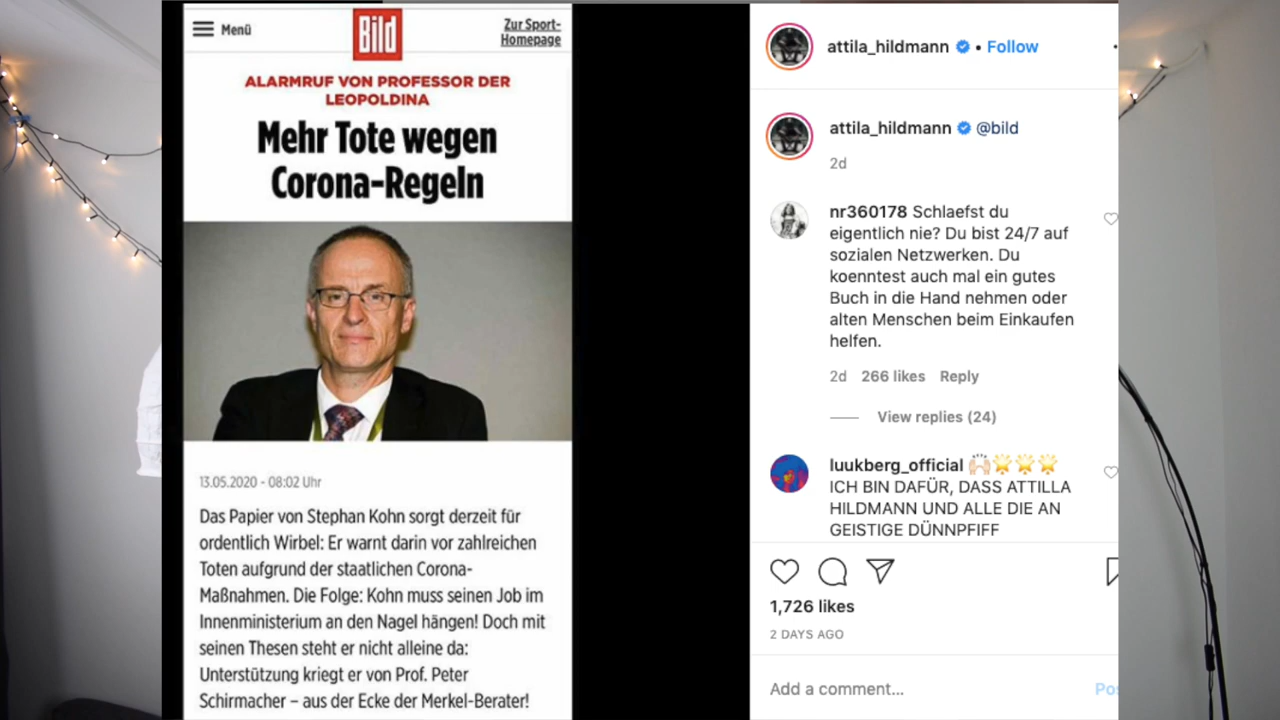 Menü
Bild
Zur Sport-
Homepage
ALARMRUF VON PROFESSOR DER
LEOPOLDINA
Mehr Tote wegen
Corona-Regeln
13.05.2020 - 08:02 Uhr
Das Papier von Stephan Kohn sorgt derzeit für
ordentlich Wirbel: Er warnt darin vor zahlreichen
Toten aufgrund der staatlichen Corona-
Maßnahmen. Die Folge: Kohn muss seinen Job im
Innenministerium an den Nagel hängen! Doch mit
seinen Thesen steht er nicht alleine da:
Unterstützung kriegt er von Prof. Peter
Schirmacher – aus der Ecke der Merkel-Berater!
attila_hildmann • Follow
attila_hildmann @bild
2d
nr360178 Schlaefst du
eigentlich nie? Du bist 24/7 auf
sozialen Netzwerken. Du
koenntest auch mal ein gutes
Buch in die Hand nehmen oder
alten Menschen beim Einkaufen
helfen.
2d 266 likes Reply
View replies (24)
luukberg_official 🙌🏻🌟🌟🌟
ICH BIN DAFÜR, DASS ATTILLA
HILDMANN UND ALLE DIE AN
GEISTIGE DÜNNPFIFF
1,726 likes
2 DAYS AGO
Add a comment...
Po